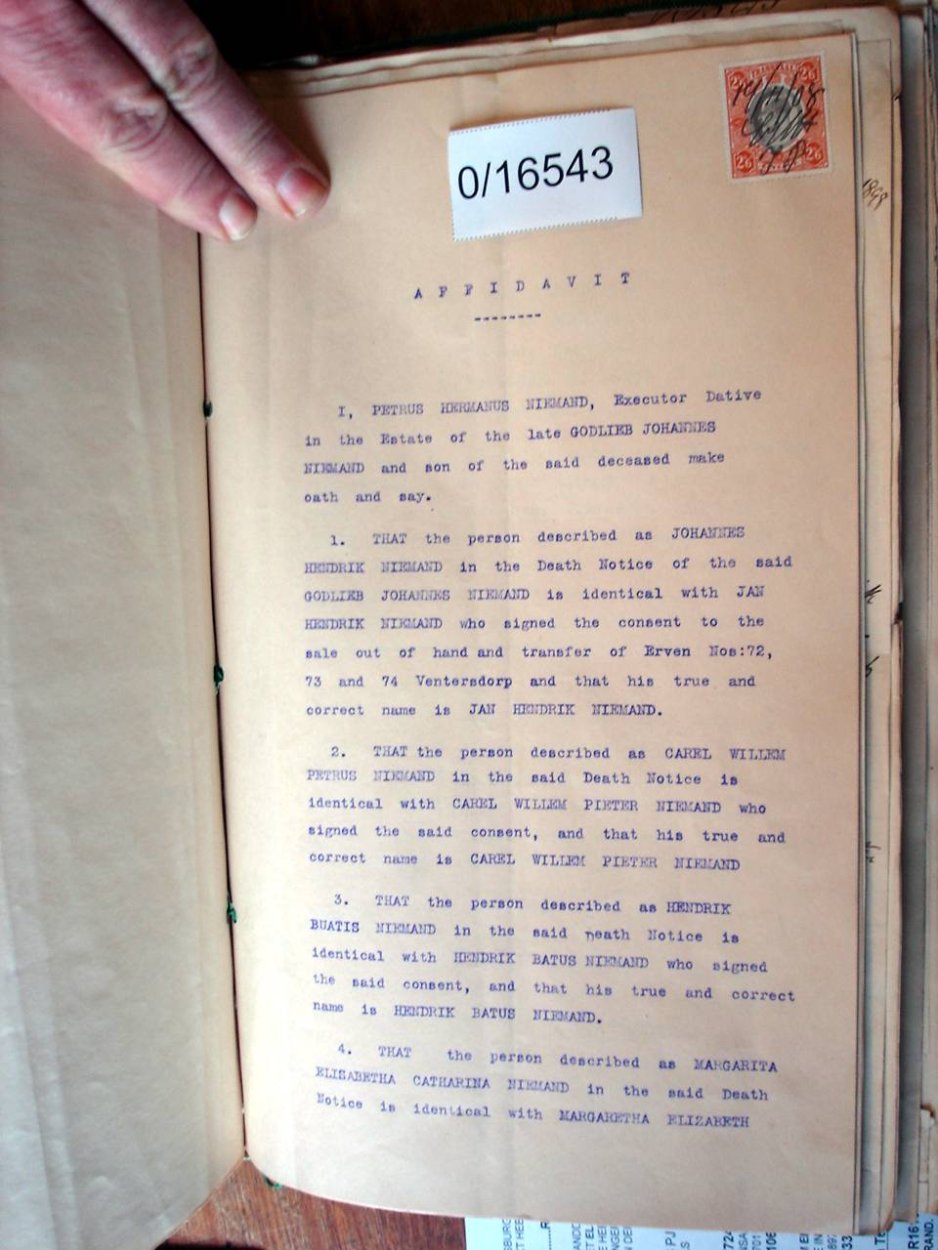 0/16543
A F F I D A V I T
--------
I, PETRUS HERMANUS NIEMAND, Executor Dative
in the Estate of the late GODLIEB JOHANNES
NIEMAND and son of the said deceased make
oath and say.
1. THAT the person described as JOHANNES
HENDRIK NIEMAND in the Death Notice of the said
GODLIEB JOHANNES NIEMAND is identical with JAN
HENDRIK NIEMAND who signed the consent to the
sale out of hand and transfer of Erven Nos:72,
73 and 74 Ventersdorp and that his true and
correct name is JAN HENDRIK NIEMAND.
2. THAT the person described as CAREL WILLEM
PETRUS NIEMAND in the said Death Notice is
identical with CAREL WILLEM PIETER NIEMAND who
signed the said consent, and that his true and
correct name is CAREL WILLEM PIETER NIEMAND
3. THAT the person described as HENDRIK
BUATIS NIEMAND in the said Death Notice is
identical with HENDRIK BATUS NIEMAND who signed
the said consent, and that his true and correct
name is HENDRIK BATUS NIEMAND.
4. THAT the person described as MARGARITA
ELISABETHA CATHARINA NIEMAND in the said Death
Notice is identical with MARGARETHA ELIZABETH